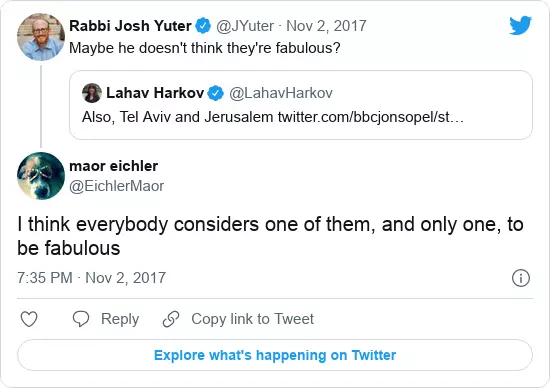 Rabbi Josh Yuter @JYuter · Nov 2, 2017
Maybe he doesn't think they're fabulous?
Lahav Harkov @LahavHarkov
Also, Tel Aviv and Jerusalem twitter.com/bbcjonsopel/st…
maor eichler
@EichlerMaor
I think everybody considers one of them, and only one, to
be fabulous
7:35 PM · Nov 2, 2017
Reply Copy link to Tweet
Explore what's happening on Twitter